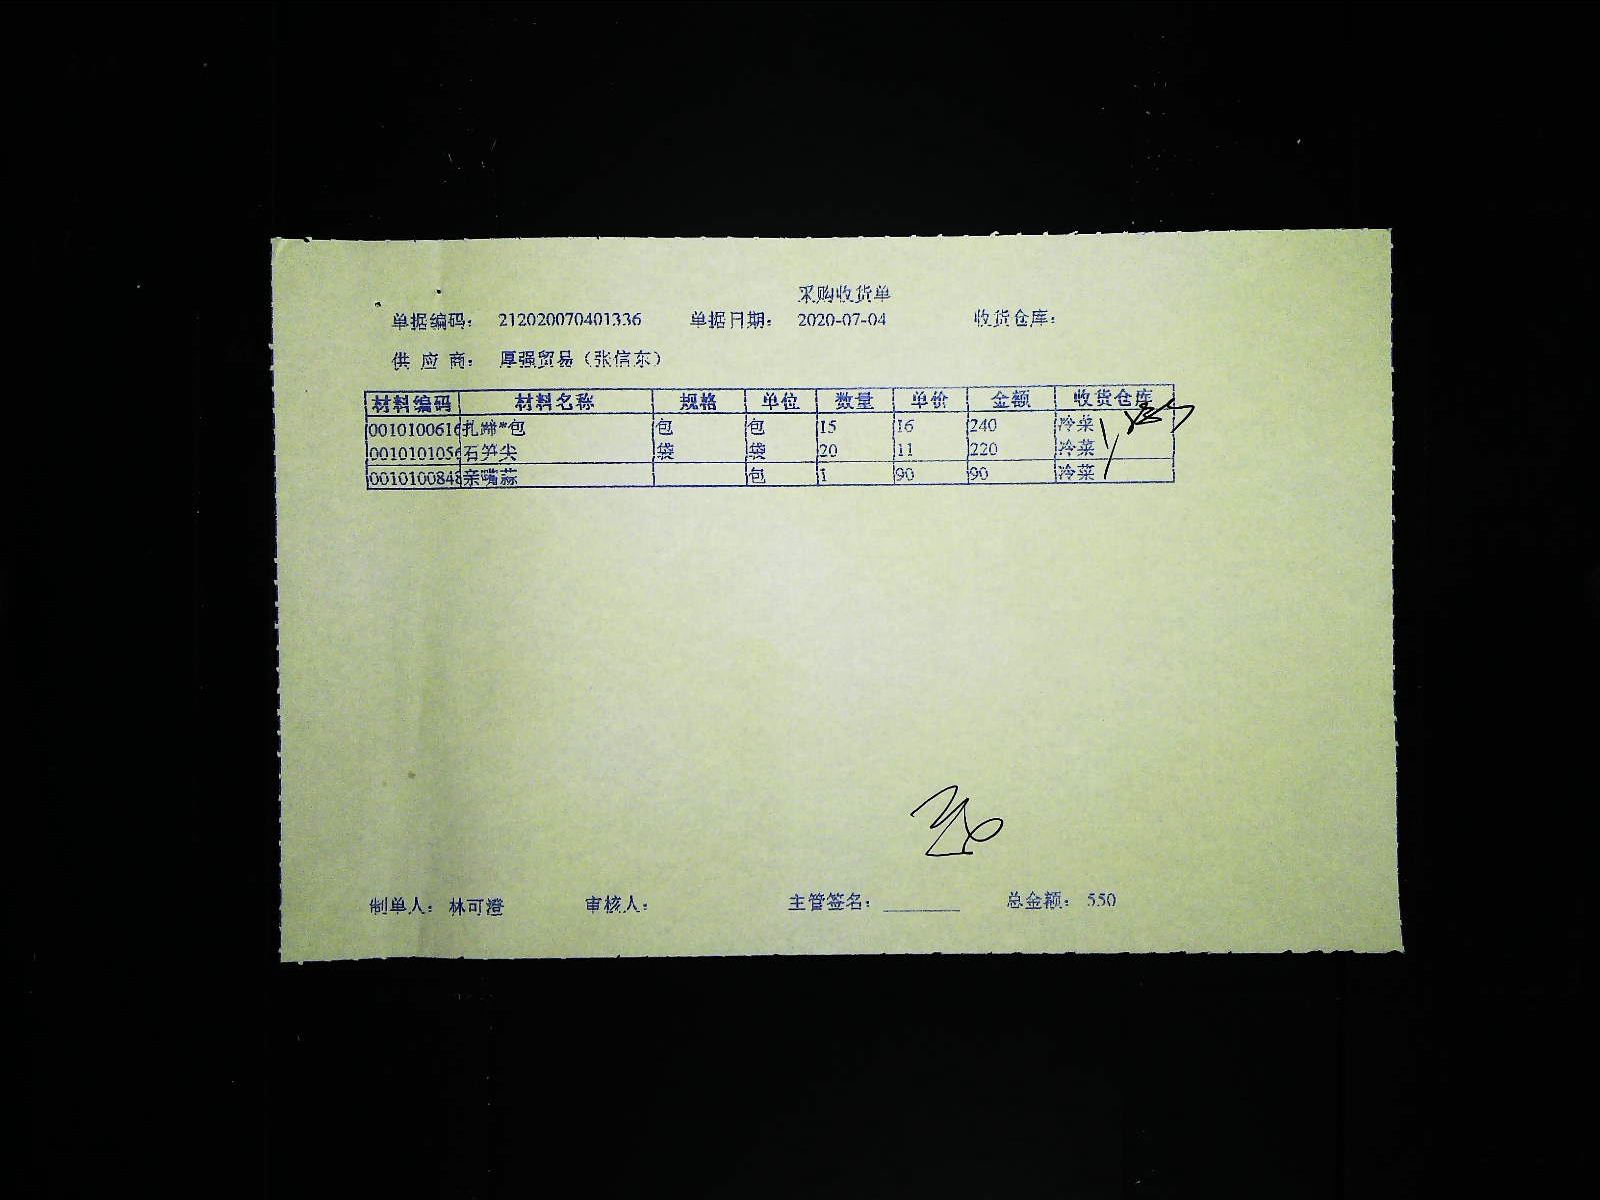 采购收货单
单据编码： 212020070401336 单据日期： 2020-07-04 收货仓库：
供应商： 厚强贸易（张信东）
材料编码 材料名称 规格 单位 数量 单价 金额 收货仓库
0010100616 扎蹄*包 包 包 15 16 240 冷菜
0010101056 石笋尖 袋 袋 20 11 220 冷菜
0010100848 亲嘴蒜 包 1 90 90 冷菜
制单人： 林可澄 审核人： 主管签名： 总金额： 550